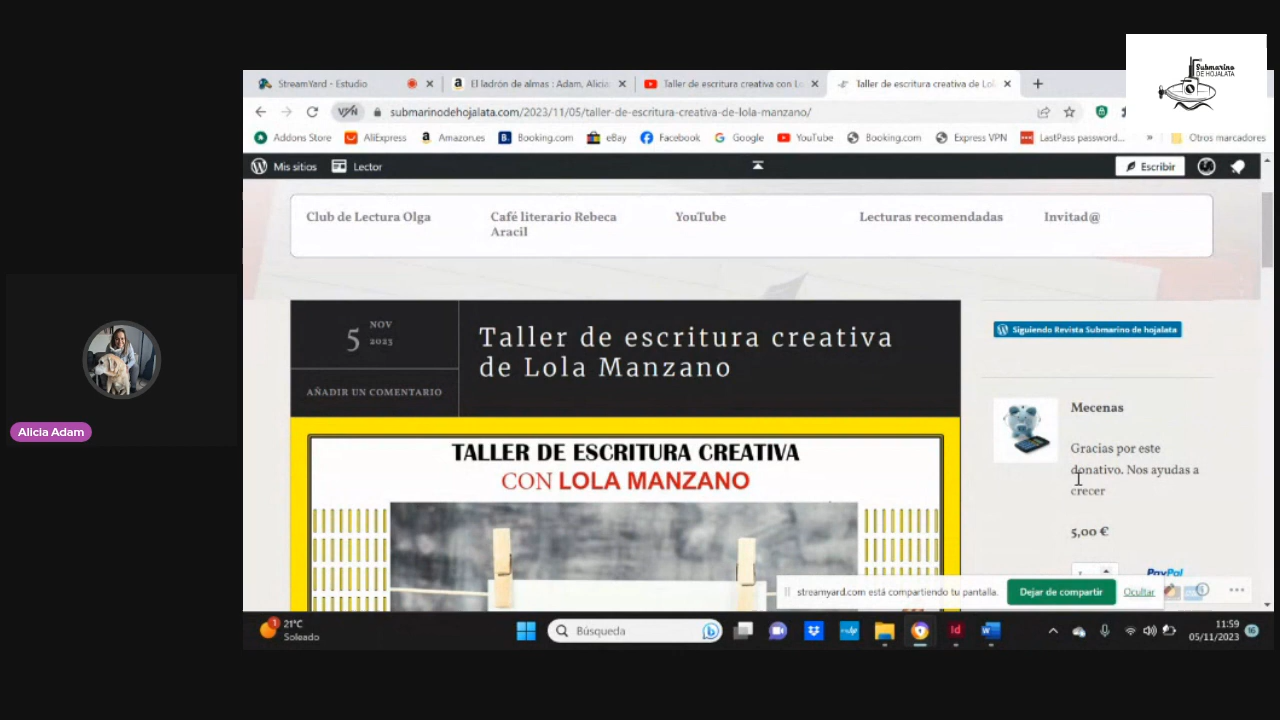 Submarino
DE HOJALATA
StreamYard - Estudio
El ladrón de almas : Adam, Alicia
Taller de escritura creativa con Lo
Taller de escritura creativa de Lol
submarinodehojalata.com/2023/11/05/taller-de-escritura-creativa-de-lola-manzano/
Addons Store
AliExpress
Amazon.es
Booking.com
eBay
Facebook
Google
YouTube
Booking.com
Express VPN
LastPass password...
»
Otros marcadores
Mis sitios
Lector
Escribir
Club de Lectura Olga
Café literario Rebeca
Aracil
YouTube
Lecturas recomendadas
Invitad@
5
NOV
2023
AÑADIR UN COMENTARIO
Taller de escritura creativa
de Lola Manzano
Siguiendo Revista Submarino de hojalata
Mecenas
Gracias por este
donativo. Nos ayudas a
crecer
5,00 €
PayPal
TALLER DE ESCRITURA CREATIVA
CON LOLA MANZANO
streamyard.com está compartiendo tu pantalla.
Dejar de compartir
Ocultar
Alicia Adam
1
21°C
Soleado
Búsqueda
Id
W
11:59
05/11/2023
16